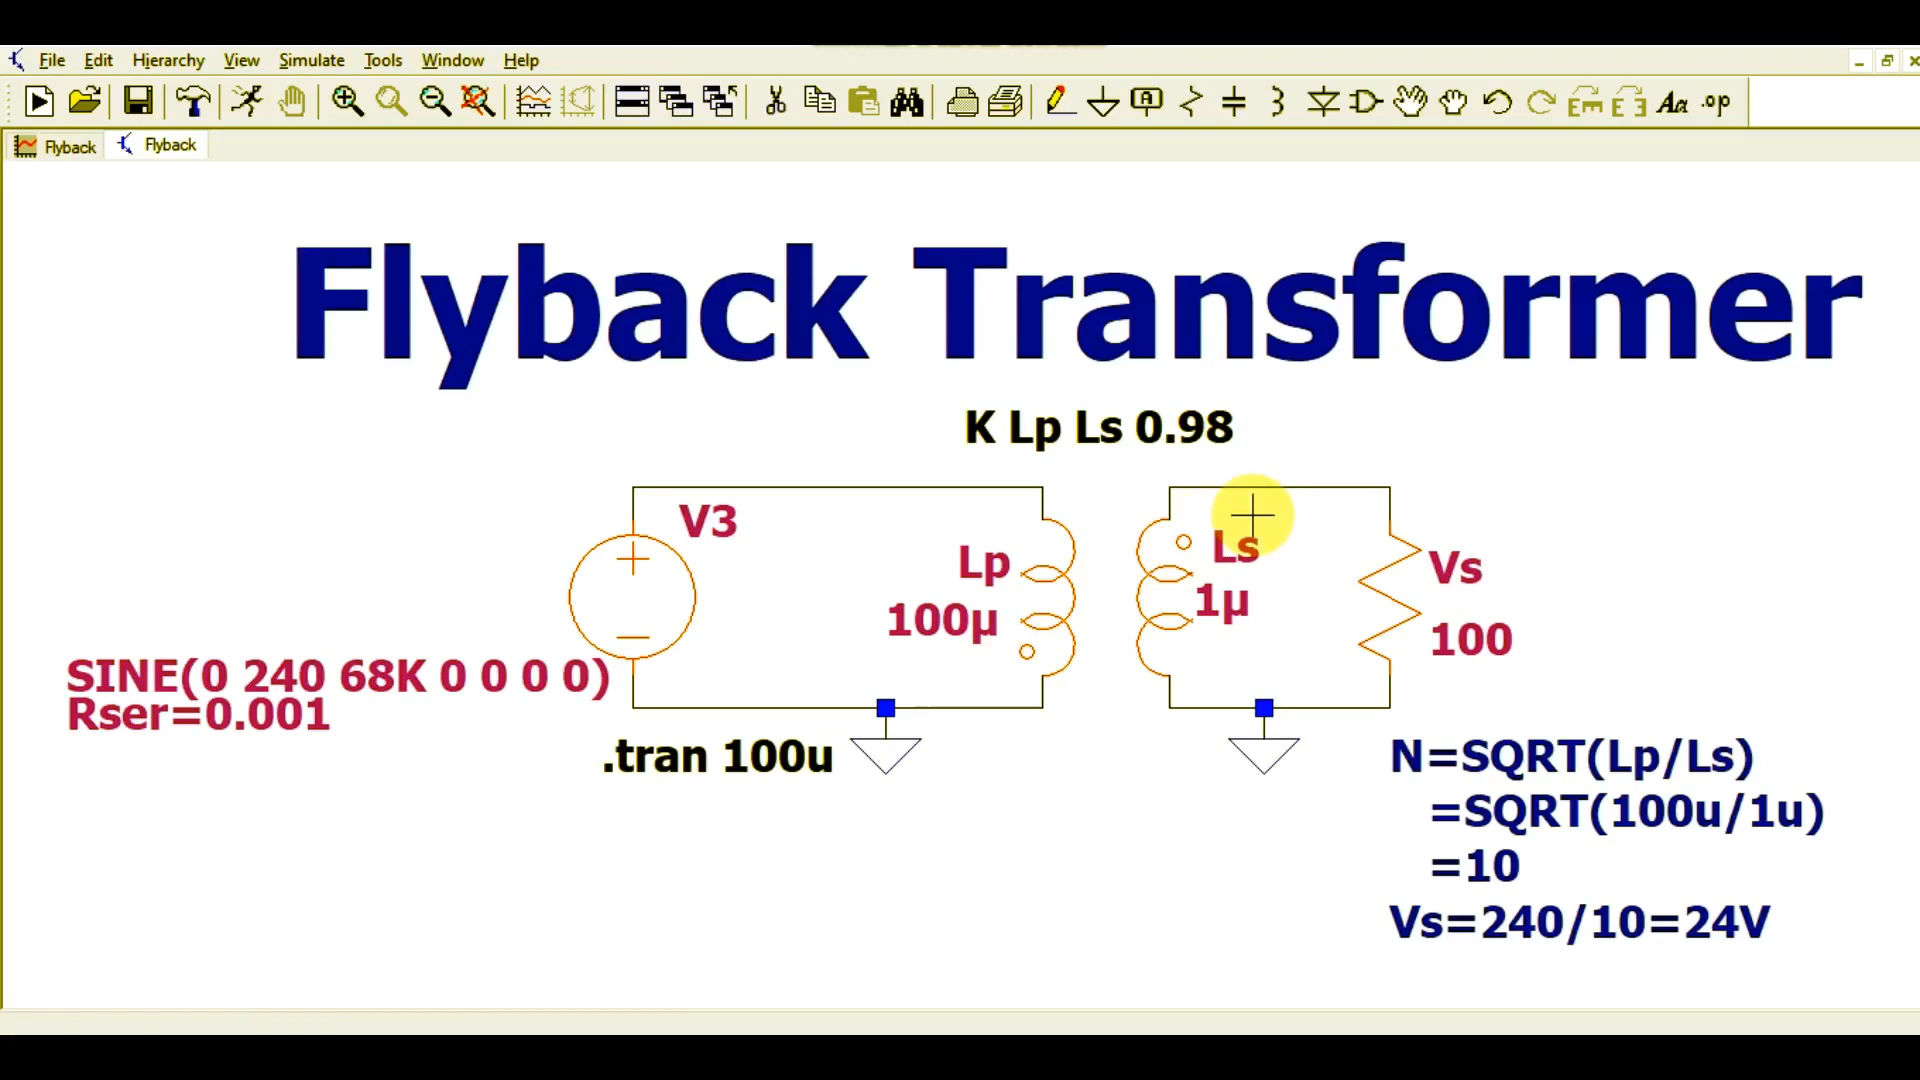 File Edit Hierarchy View Simulate Tools Window Help
A Aa .op
Flyback Flyback
Flyback Transformer
K Lp Ls 0.98
V3
Lp
100µ
Ls
1µ
Vs
100
SINE(0 240 68K 0 0 0 0)
Rser=0.001
.tran 100u
N=SQRT(Lp/Ls)
=SQRT(100u/1u)
=10
Vs=240/10=24V